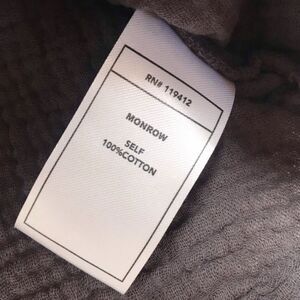 RN# 119412
MONROW
SELF
100%COTTON